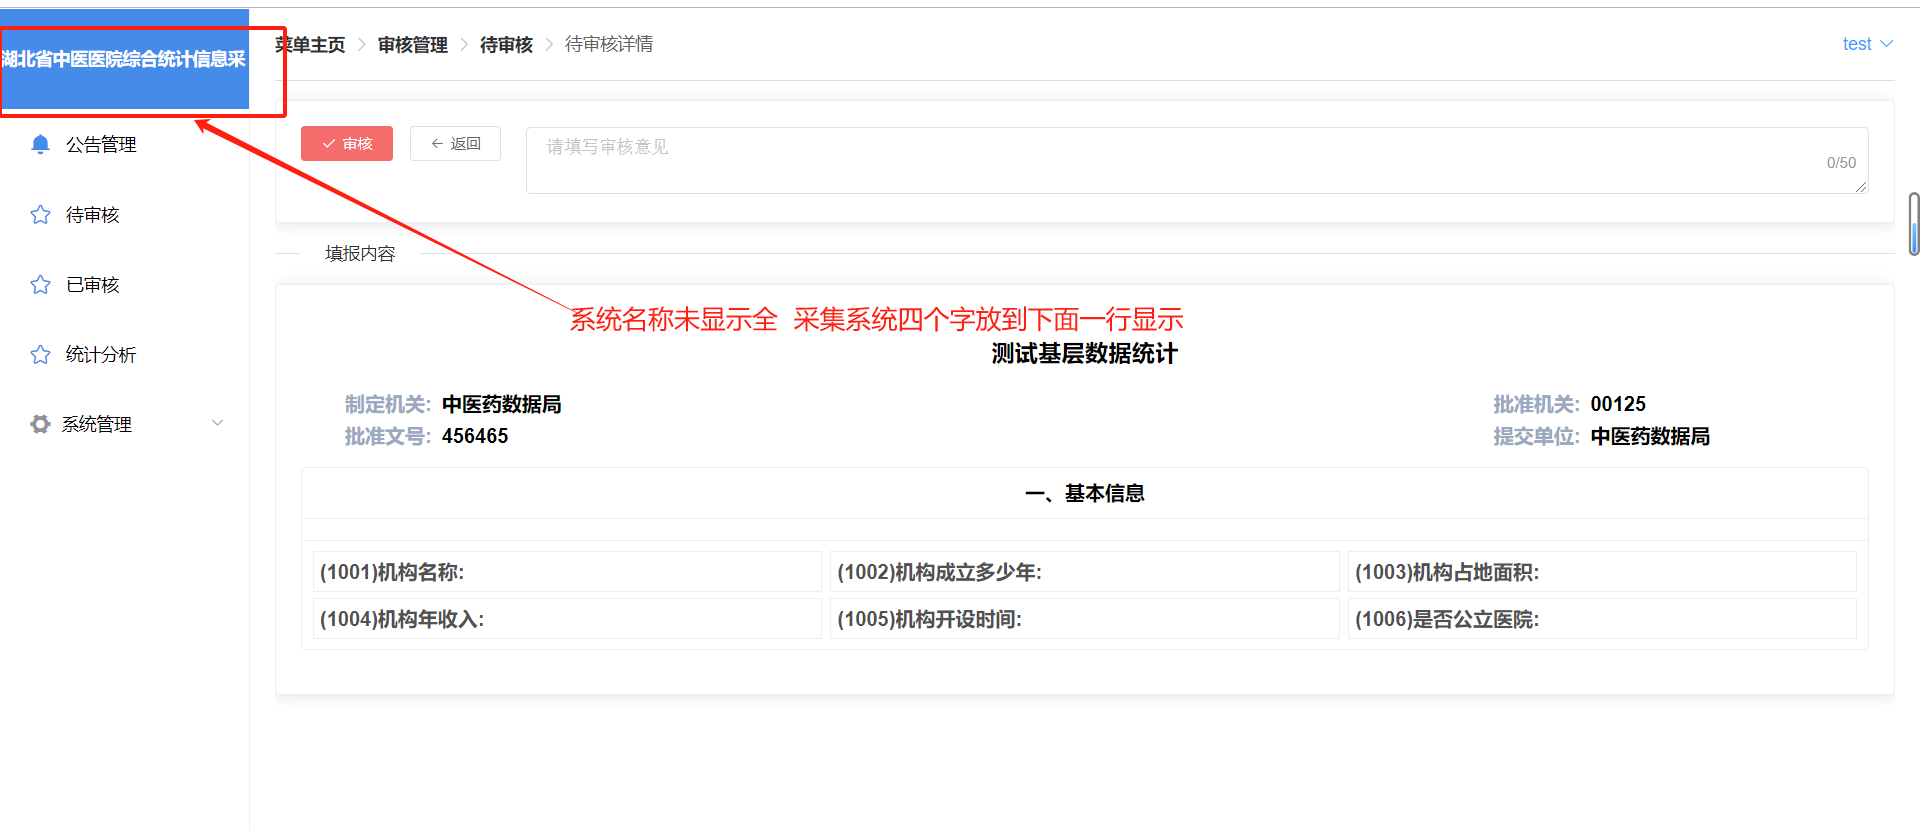 湖北省中医医院综合统计信息采
菜单主页 > 审核管理 > 待审核 > 待审核详情
test
公告管理
待审核
已审核
统计分析
系统管理
审核
返回
请填写审核意见
0/50
填报内容
系统名称未显示全 采集系统四个字放到下面一行显示
测试基层数据统计
制定机关: 中医药数据局
批准机关: 00125
批准文号: 456465
提交单位: 中医药数据局
一、基本信息
(1001)机构名称:
(1002)机构成立多少年:
(1003)机构占地面积:
(1004)机构年收入:
(1005)机构开设时间:
(1006)是否公立医院: